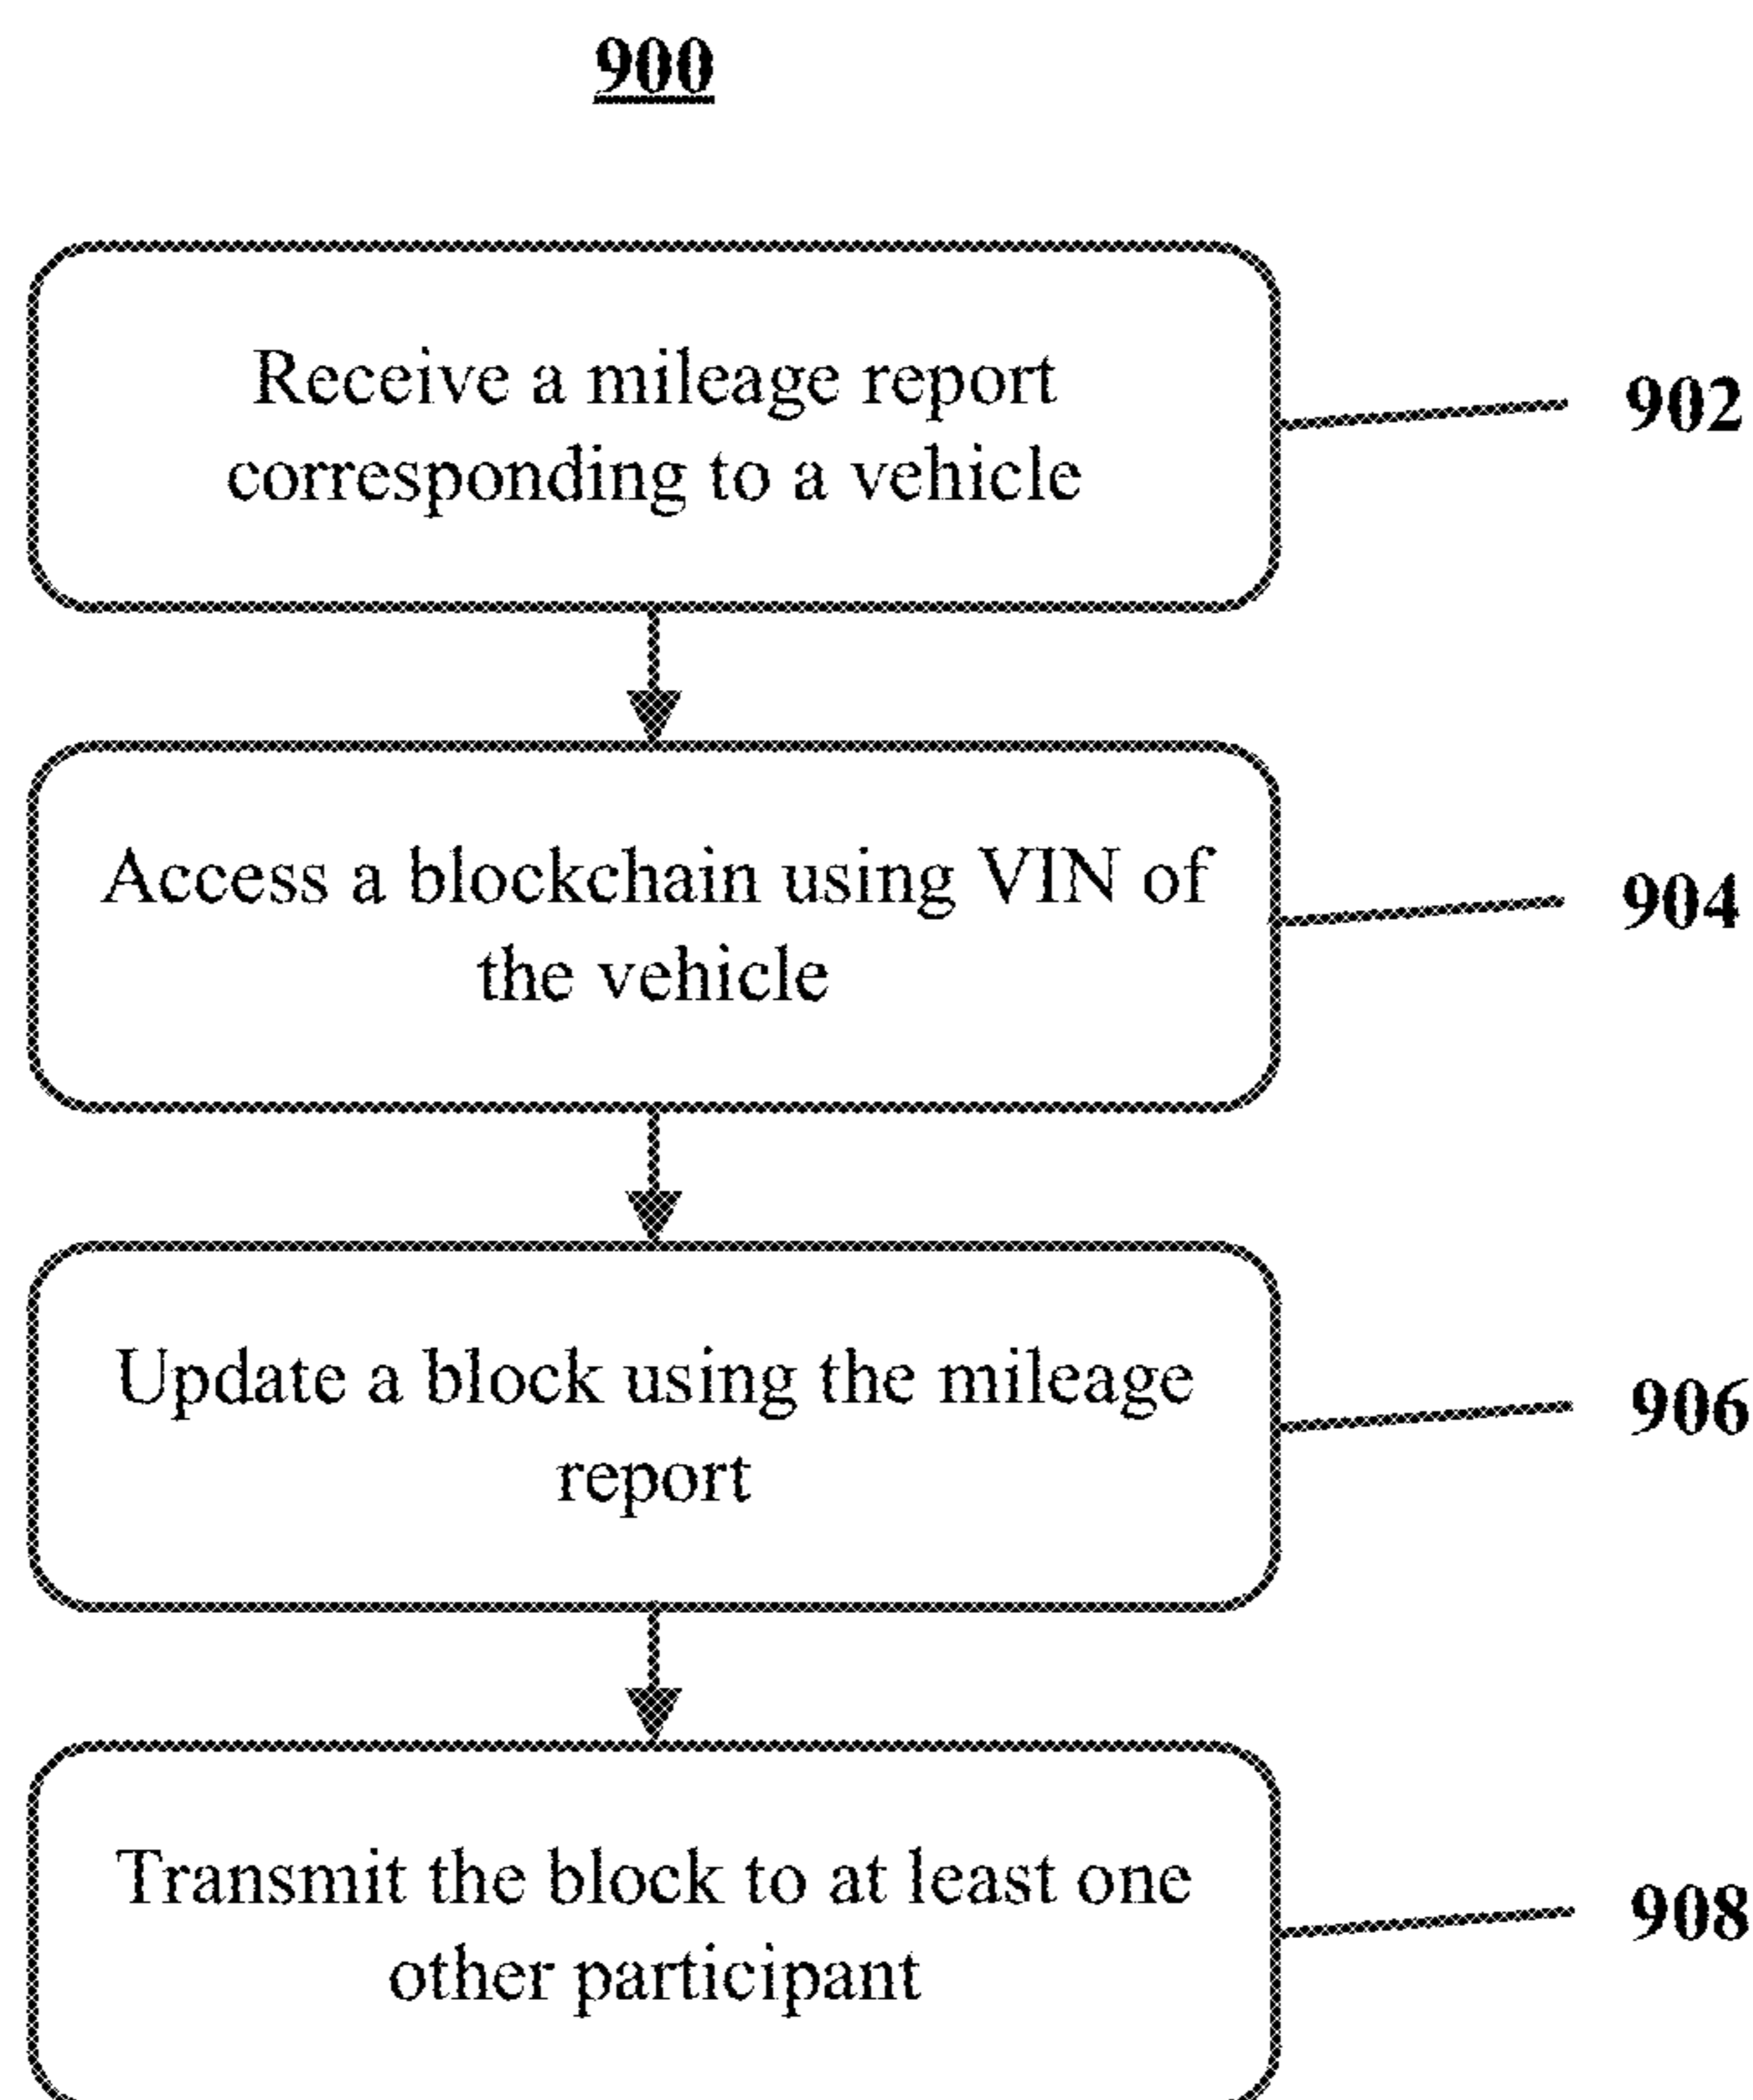 900
Receive a mileage report
corresponding to a vehicle
902
Access a blockchain using VIN of
the vehicle
904
Update a block using the mileage
report
906
Transmit the block to at least one
other participant
908